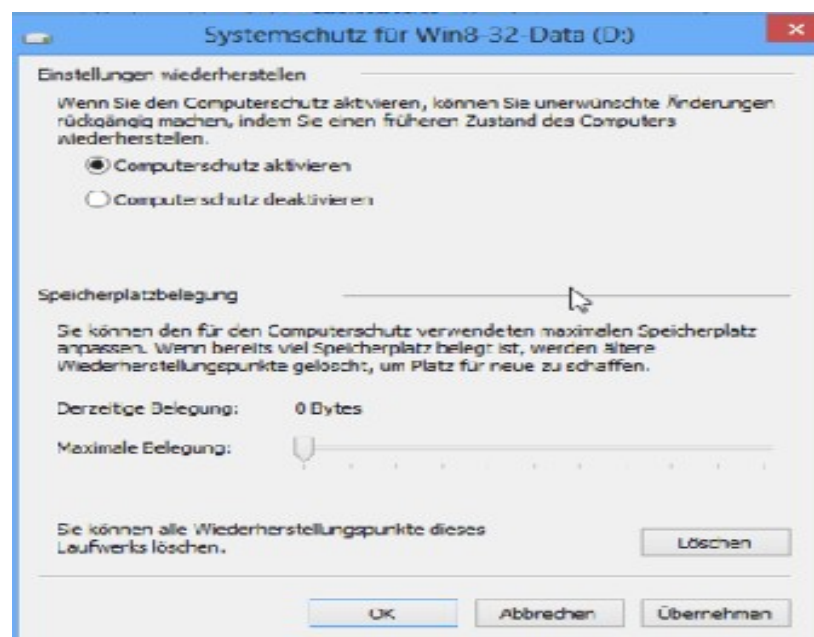 Systemschutz für Win8-32-Data (D:)
Einstellungen wiederherstellen
Wenn Sie den Computerschutz aktivieren, können Sie unerwünschte Änderungen
rückgängig machen, indem Sie einen früheren Zustand des Computers
wiederherstellen.
Computerschutz aktivieren
Computerschutz deaktivieren
Speicherplatzbelegung
Sie können den für den Computerschutz verwendeten maximalen Speicherplatz
anpassen. Wenn bereits viel Speicherplatz belegt ist, werden ältere
Wiederherstellungspunkte gelöscht, um Platz für neue zu schaffen.
Derzeitige Belegung: 0 Bytes
Maximale Belegung:
Sie können alle Wiederherstellungspunkte dieses
Laufwerks löschen.
Löschen
OK Abbrechen Übernehmen